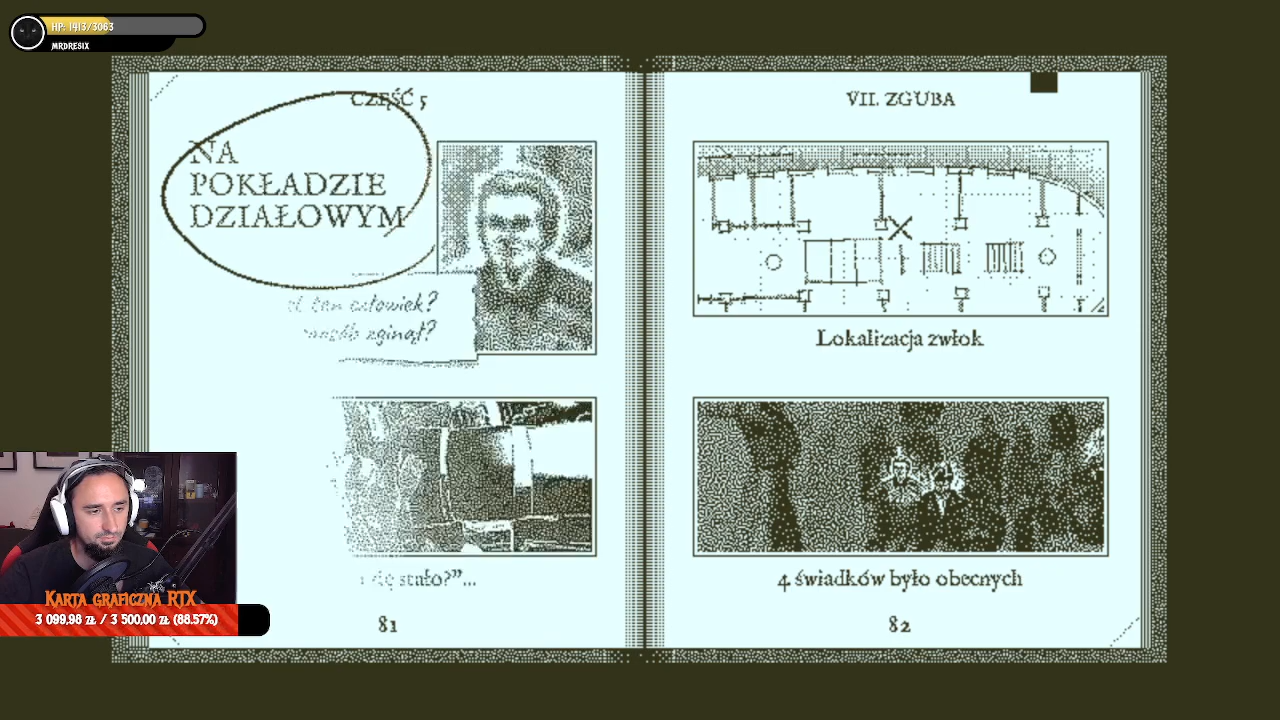 HP: 1413/3063
MRDRESIX
CZĘŚĆ 5
NA
POKŁADZIE
DZIAŁOWYM
ten człowiek?
zginął?
stało?”...
81
VII. ZGUBA
Lokalizacja zwłok
4 świadków było obecnych
82
Karta graficzna RTX
3 099,98 zł / 3 500,00 zł (88.57%)